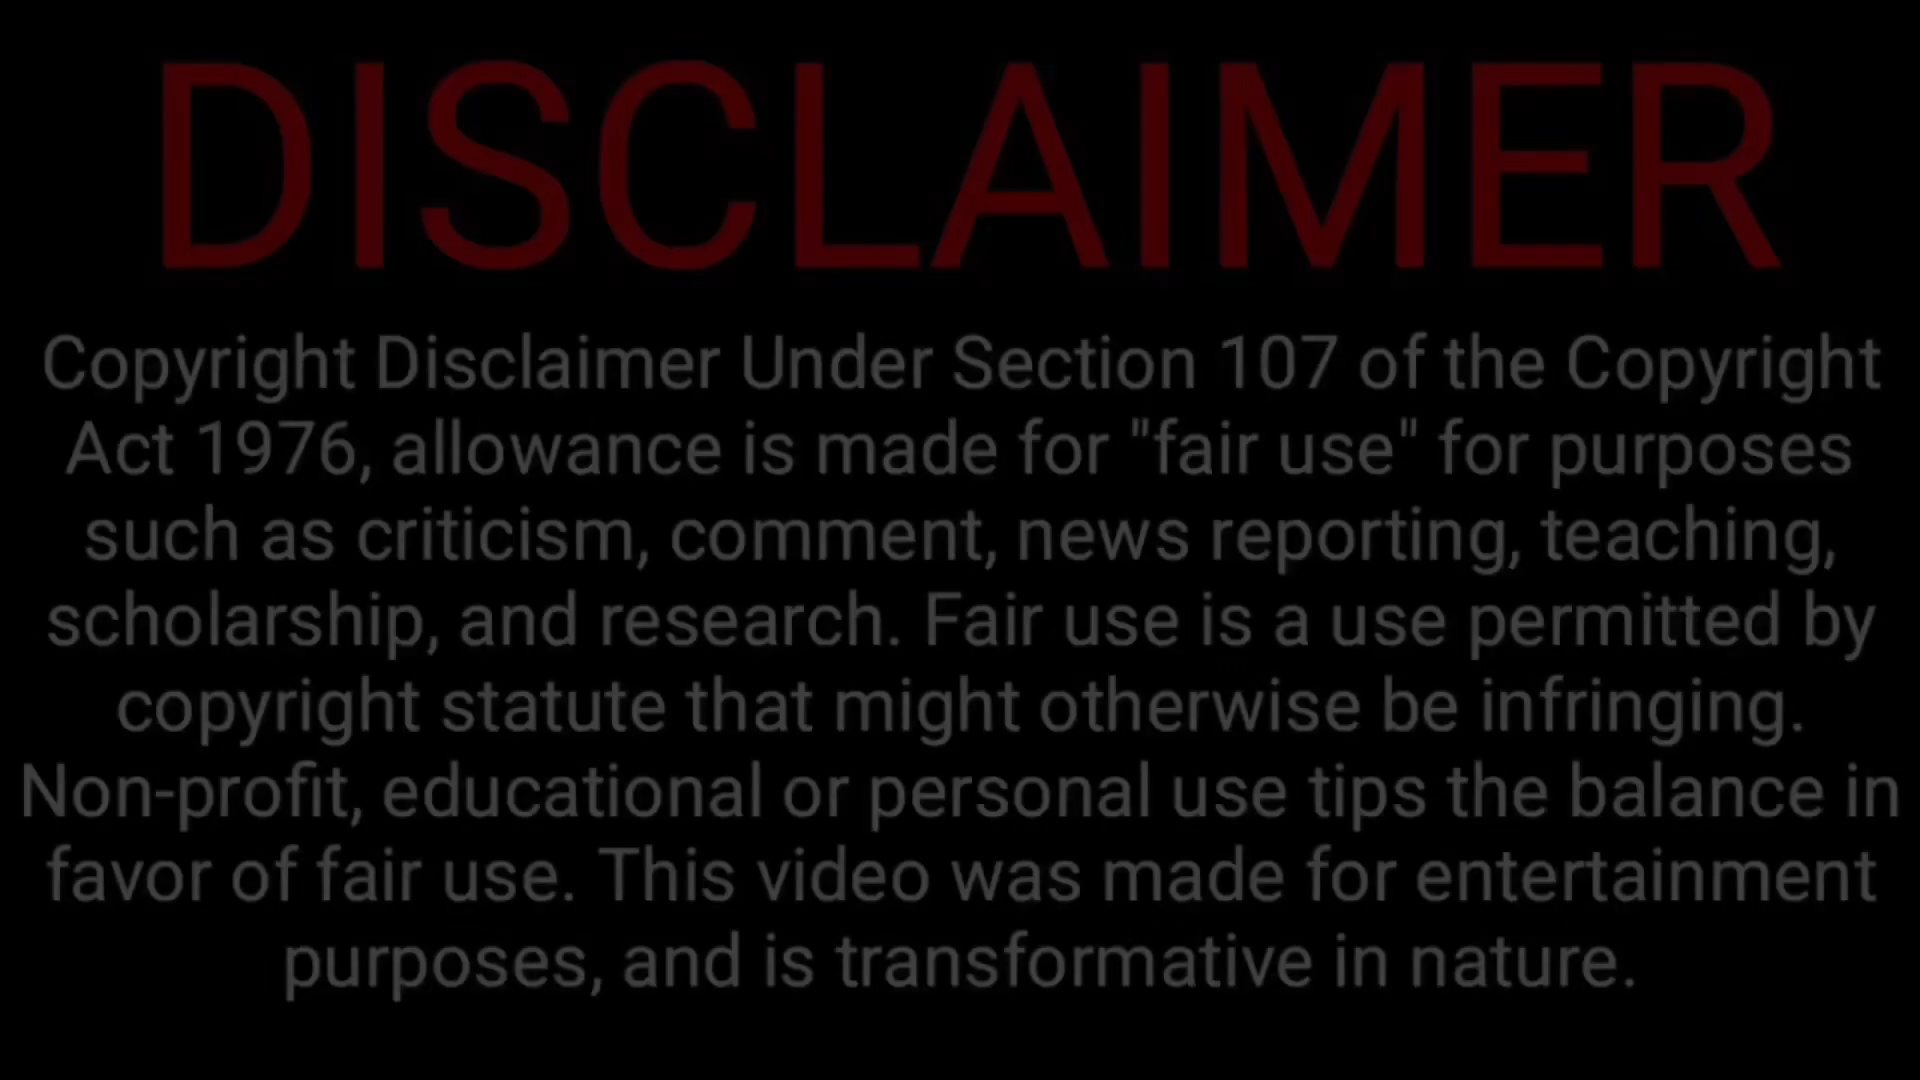 DISCLAIMER
Copyright Disclaimer Under Section 107 of the Copyright
Act 1976, allowance is made for "fair use" for purposes
such as criticism, comment, news reporting, teaching,
scholarship, and research. Fair use is a use permitted by
copyright statute that might otherwise be infringing.
Non-profit, educational or personal use tips the balance in
favor of fair use. This video was made for entertainment
purposes, and is transformative in nature.